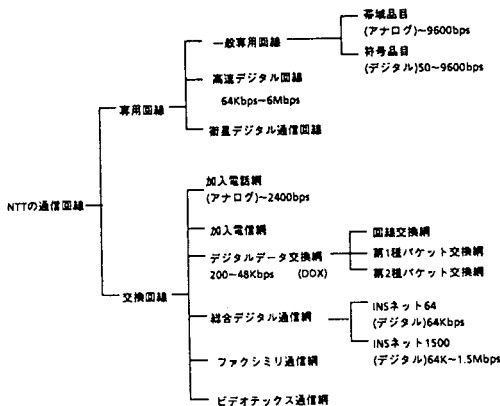 NTTの通信回線
専用回線
一般専用回線
帯域品目
(アナログ)~9600bps
符号品目
(デジタル)50~9600bps
高速デジタル回線
64Kbps~6Mbps
衛星デジタル通信回線
交換回線
加入電話網
(アナログ)~2400bps
加入電信網
デジタルデータ交換網
200~48Kbps (DDX)
回線交換網
第1種パケット交換網
第2種パケット交換網
総合デジタル通信網
INSネット64
(デジタル)64Kbps
INSネット1500
(デジタル)64K~1.5Mbps
ファクシミリ通信網
ビデオテックス通信網